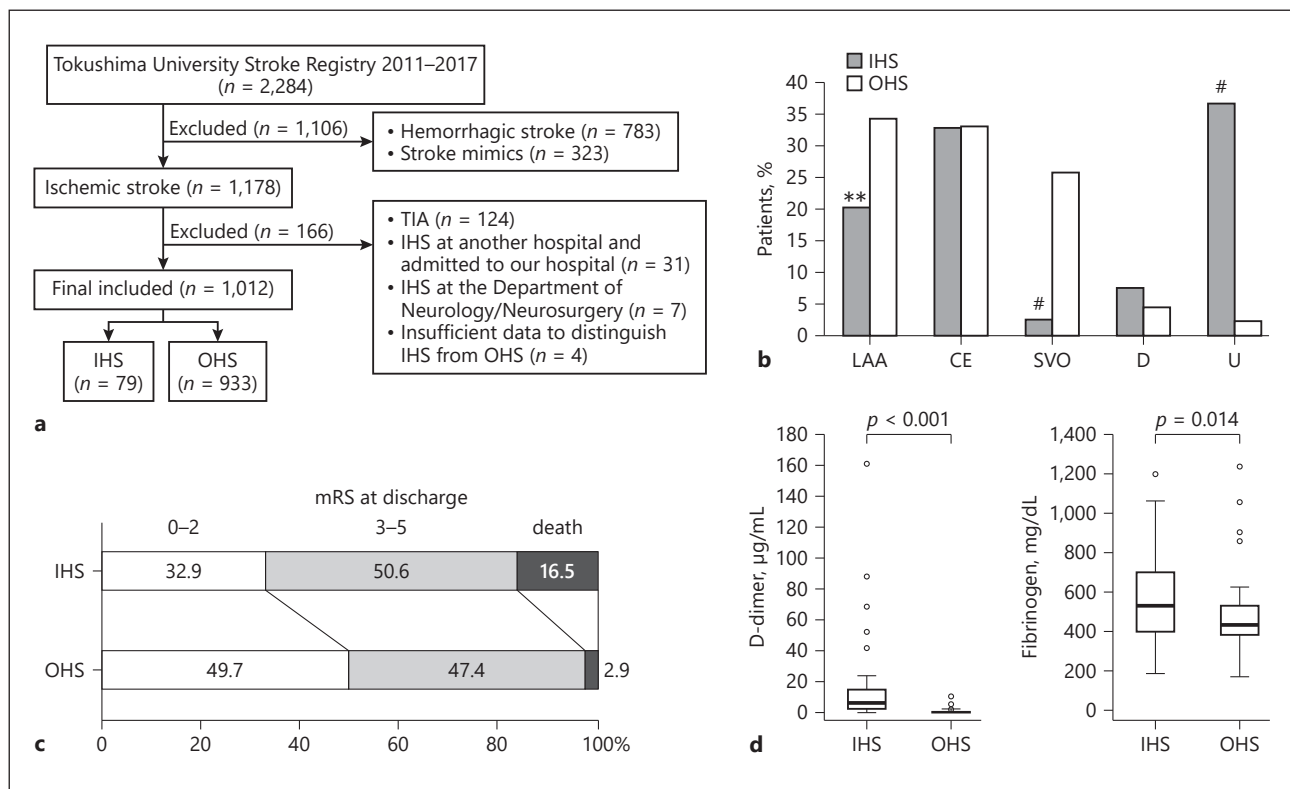 Tokushima University Stroke Registry 2011–2017
(n = 2,284)
Excluded (n = 1,106)
• Hemorrhagic stroke (n = 783)
• Stroke mimics (n = 323)
Ischemic stroke (n = 1,178)
Excluded (n = 166)
• TIA (n = 124)
• IHS at another hospital and
admitted to our hospital (n = 31)
• IHS at the Department of
Neurology/Neurosurgery (n = 7)
• Insufficient data to distinguish
IHS from OHS (n = 4)
Final included (n = 1,012)
IHS
(n = 79)
OHS
(n = 933)
a
IHS
OHS
Patients, %
40
35
30
25
20
15
10
5
0
**
#
#
LAA CE SVO D U
b
mRS at discharge
0–2 3–5 death
IHS 32.9 50.6 16.5
OHS 49.7 47.4 2.9
0 20 40 60 80 100%
c
p < 0.001
D-dimer, µg/mL
180
160
140
120
100
80
60
40
20
0
IHS OHS
p = 0.014
Fibrinogen, mg/dL
1,400
1,200
1,000
800
600
400
200
0
IHS OHS
d